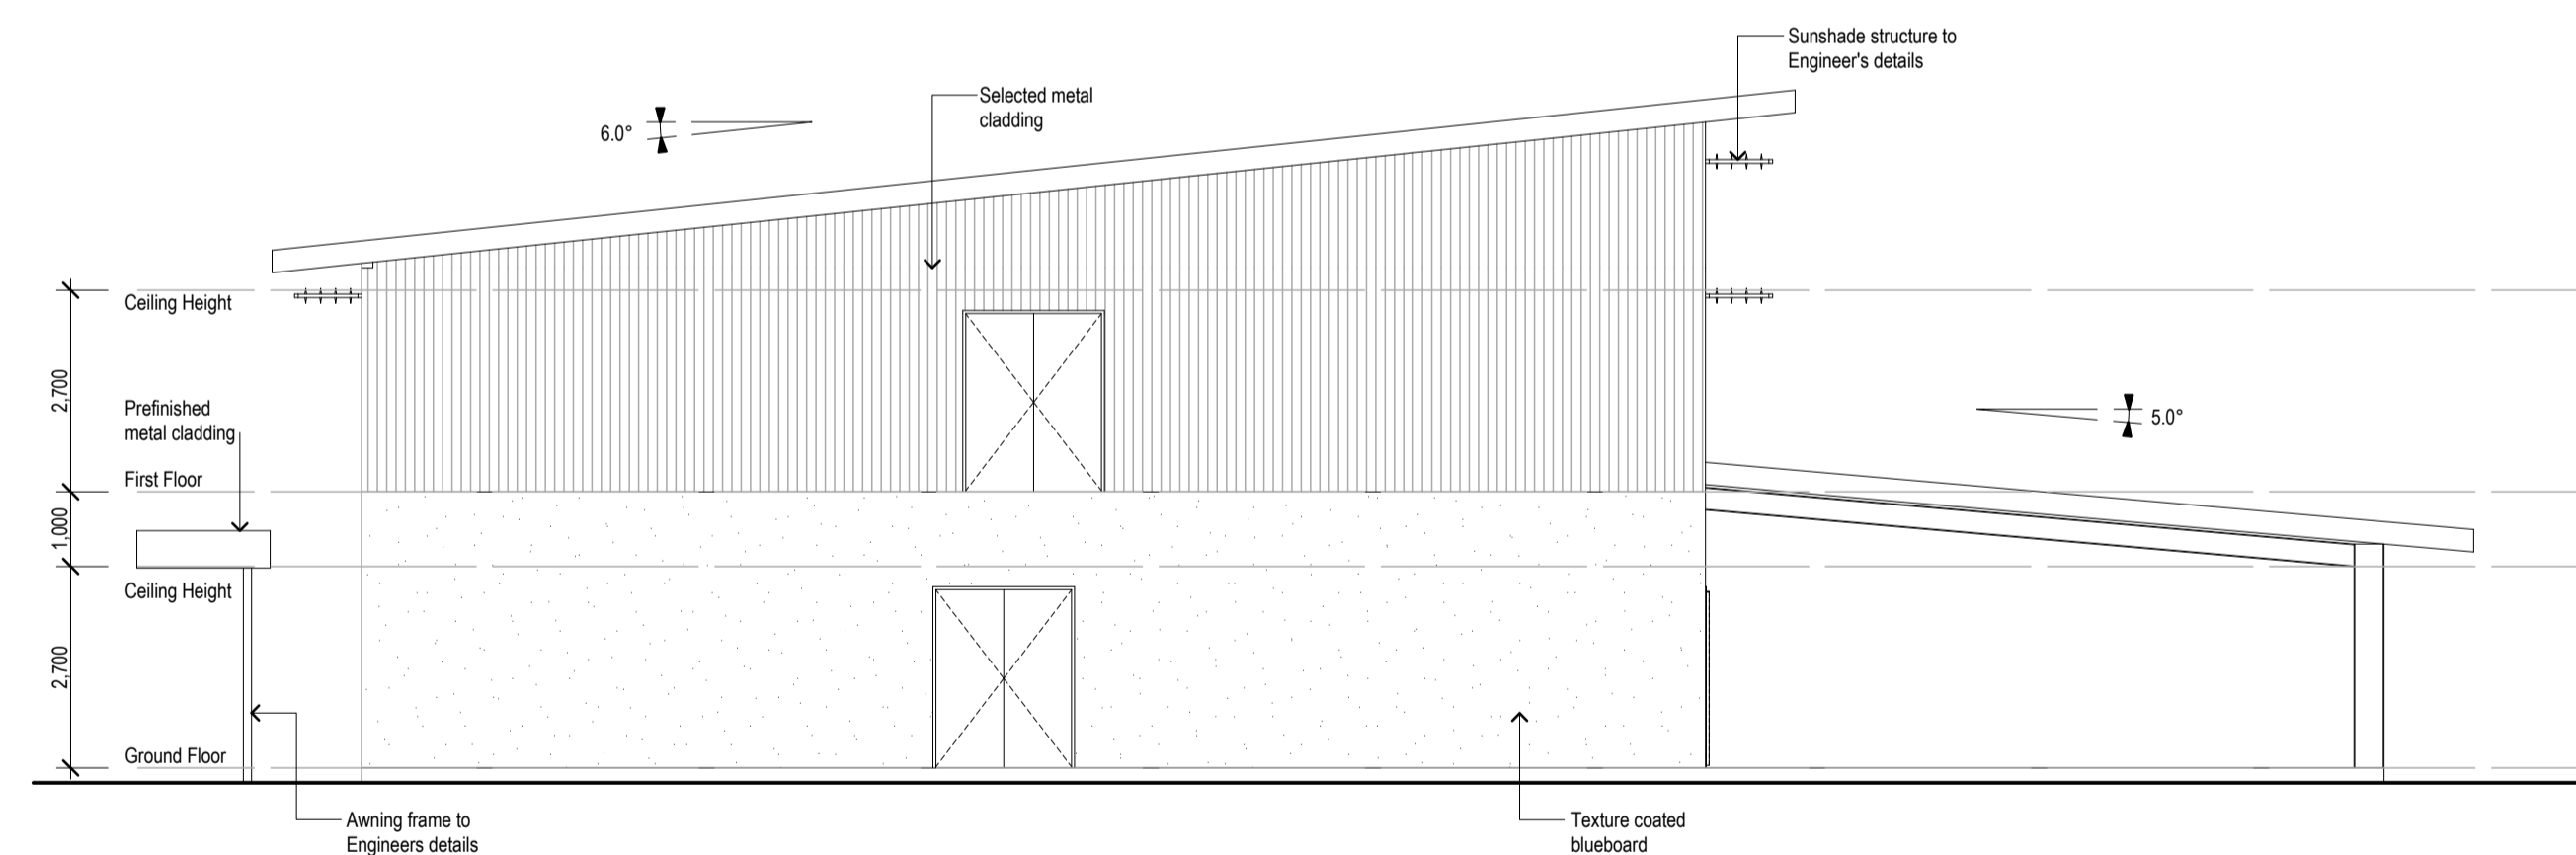 Sunshade structure to
Engineer's details
Selected metal
cladding
6.0°
Ceiling Height
2,700
Prefinished
metal cladding
5.0°
First Floor
1,000
Ceiling Height
2,700
Ground Floor
Awning frame to
Engineers details
Texture coated
blueboard